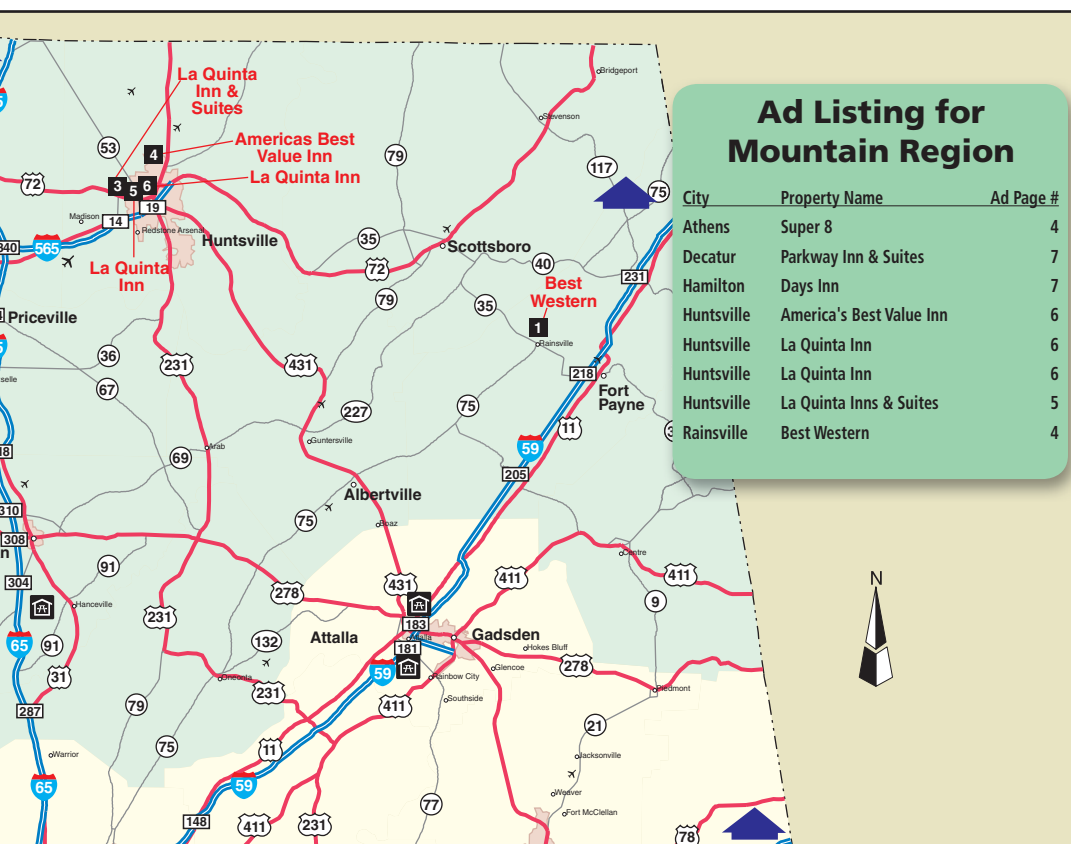 Ad Listing for
Mountain Region
City Property Name Ad Page #
Athens Super 8 4
Decatur Parkway Inn & Suites 7
Hamilton Days Inn 7
Huntsville America's Best Value Inn 6
Huntsville La Quinta Inn 6
Huntsville La Quinta Inn 6
Huntsville La Quinta Inns & Suites 5
Rainsville Best Western 4
La Quinta
Inn &
Suites
Bridgeport
Stevenson
Americas Best
Value Inn
53
4
79
117
La Quinta Inn
72
3
5
6
75
19
Madison
14
Redstone Arsenal
Huntsville
35
Scottsboro
565
La Quinta
Inn
72
40
231
Best
Western
79
35
Priceville
1
Rainsville
36
231
431
218
Fort
Payne
67
227
75
11
Arab
Guntersville
69
59
205
310
Albertville
75
Boaz
308
Centre
91
304
278
431
411
411
Hanceville
9
231
183
65
91
132
Attalla
Gadsden
181
Hokes Bluff
278
31
Oneonta
59
Glencoe
Rainbow City
231
Piedmont
287
79
411
Southside
21
75
11
Warrior
Jacksonville
65
59
Weaver
77
Fort McClellan
148
411
231
78
N